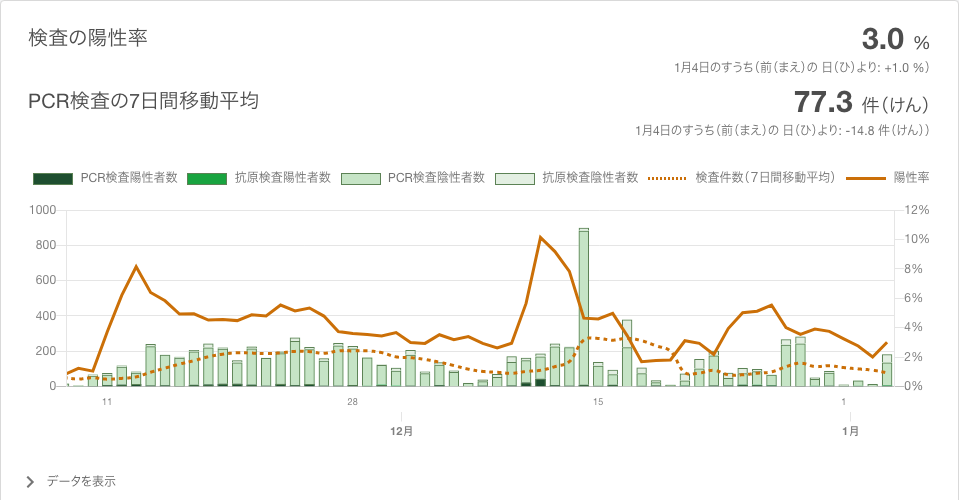 検査の陽性率
3.0 %
1月4日のすうち(前(まえ)の 日(ひ)より: +1.0 %)
PCR検査の7日間移動平均
77.3 件(けん)
1月4日のすうち(前(まえ)の 日(ひ)より: -14.8 件(けん))
PCR検査陽性者数 抗原検査陽性者数 PCR検査陰性者数 抗原検査陰性者数 検査件数(7日間移動平均) 陽性率
1000 12%
800 10%
600 8%
400 6%
200 4%
0 2%
0%
11 28 15 1
12月 1月
データを表示